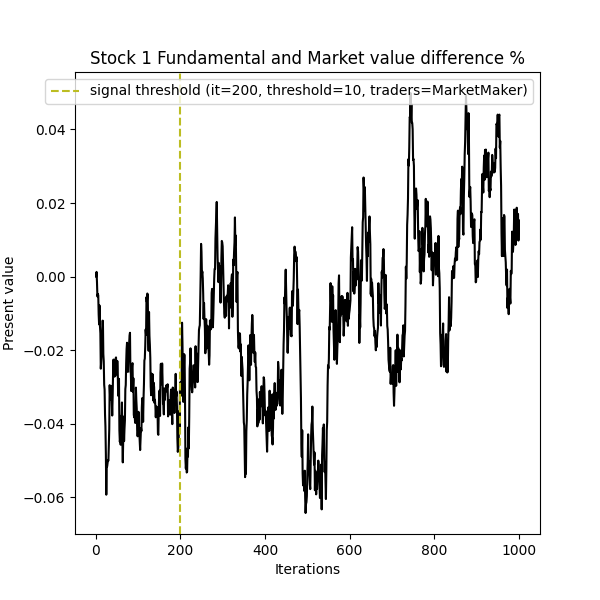 Stock 1 Fundamental and Market value difference %
signal threshold (it=200, threshold=10, traders=MarketMaker)
0.04
0.02
0.00
−0.02
−0.04
−0.06
Present value
0 200 400 600 800 1000
Iterations